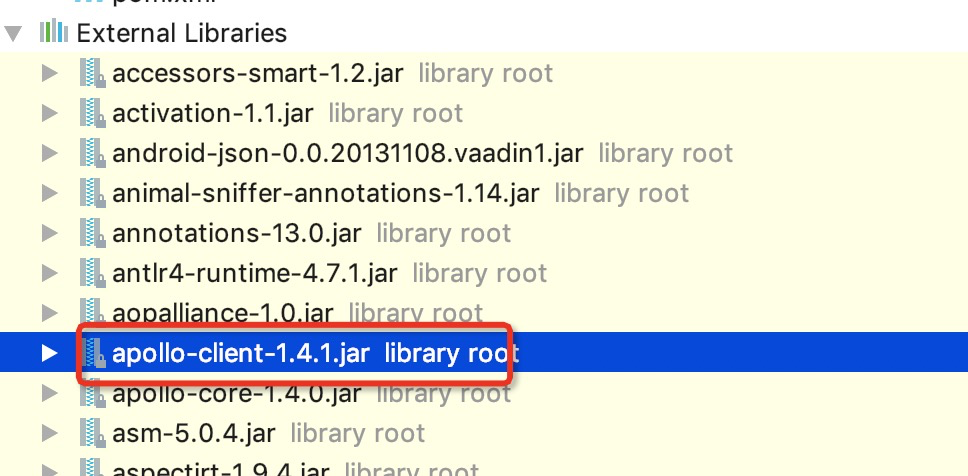 pom.xml
External Libraries
accessors-smart-1.2.jar library root
activation-1.1.jar library root
android-json-0.0.20131108.vaadin1.jar library root
animal-sniffer-annotations-1.14.jar library root
annotations-13.0.jar library root
antlr4-runtime-4.7.1.jar library root
aopalliance-1.0.jar library root
apollo-client-1.4.1.jar library root
apollo-core-1.4.0.jar library root
asm-5.0.4.jar library root
aspectjrt-1.9.4.jar library root